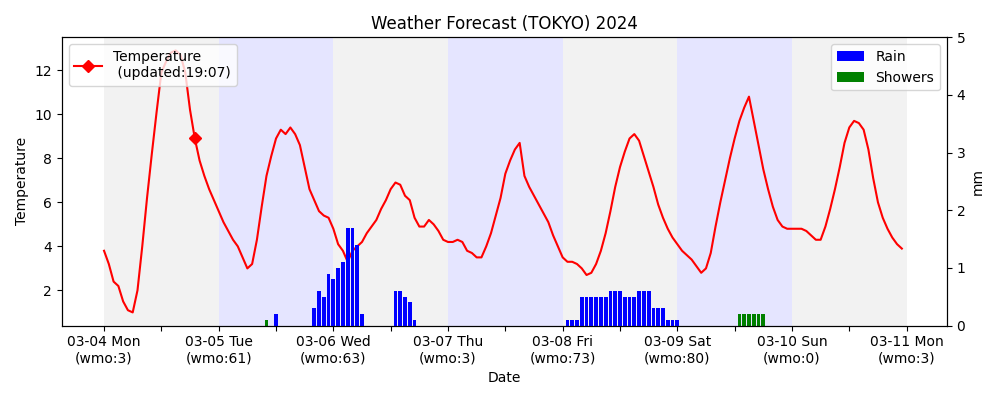 Weather Forecast (TOKYO) 2024
Temperature
(updated:19:07)
Rain
Showers
12
10
8
6
4
2
Temperature
5
4
3
2
1
0
mm
03-04 Mon
(wmo:3)
03-05 Tue
(wmo:61)
03-06 Wed
(wmo:63)
03-07 Thu
(wmo:3)
03-08 Fri
(wmo:73)
03-09 Sat
(wmo:80)
03-10 Sun
(wmo:0)
03-11 Mon
(wmo:3)
Date